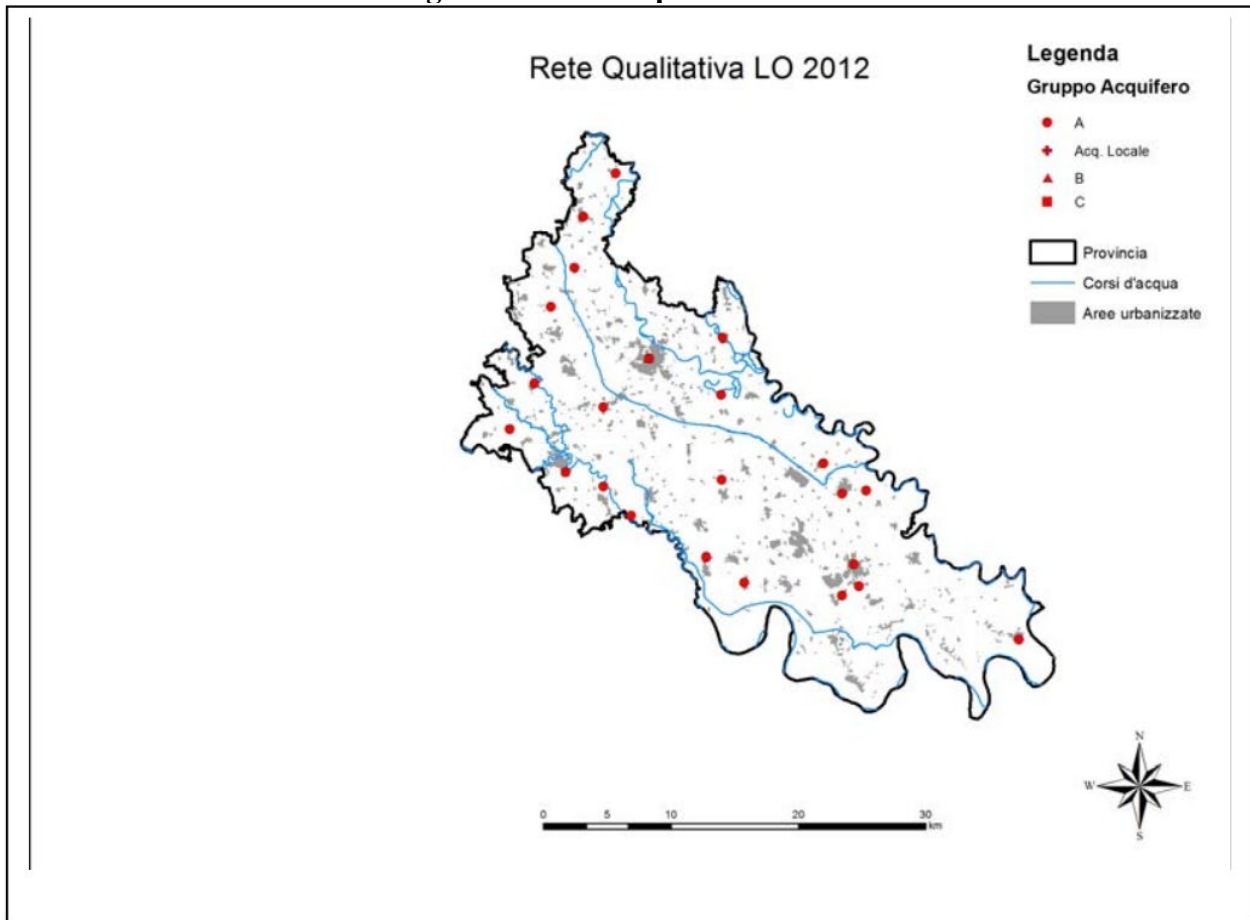 Rete Qualitativa LO 2012
Legenda
Gruppo Acquifero
A
Acq. Locale
B
C
Provincia
Corsi d'acqua
Aree urbanizzate
N
W E
S
0 5 10 20 30
km